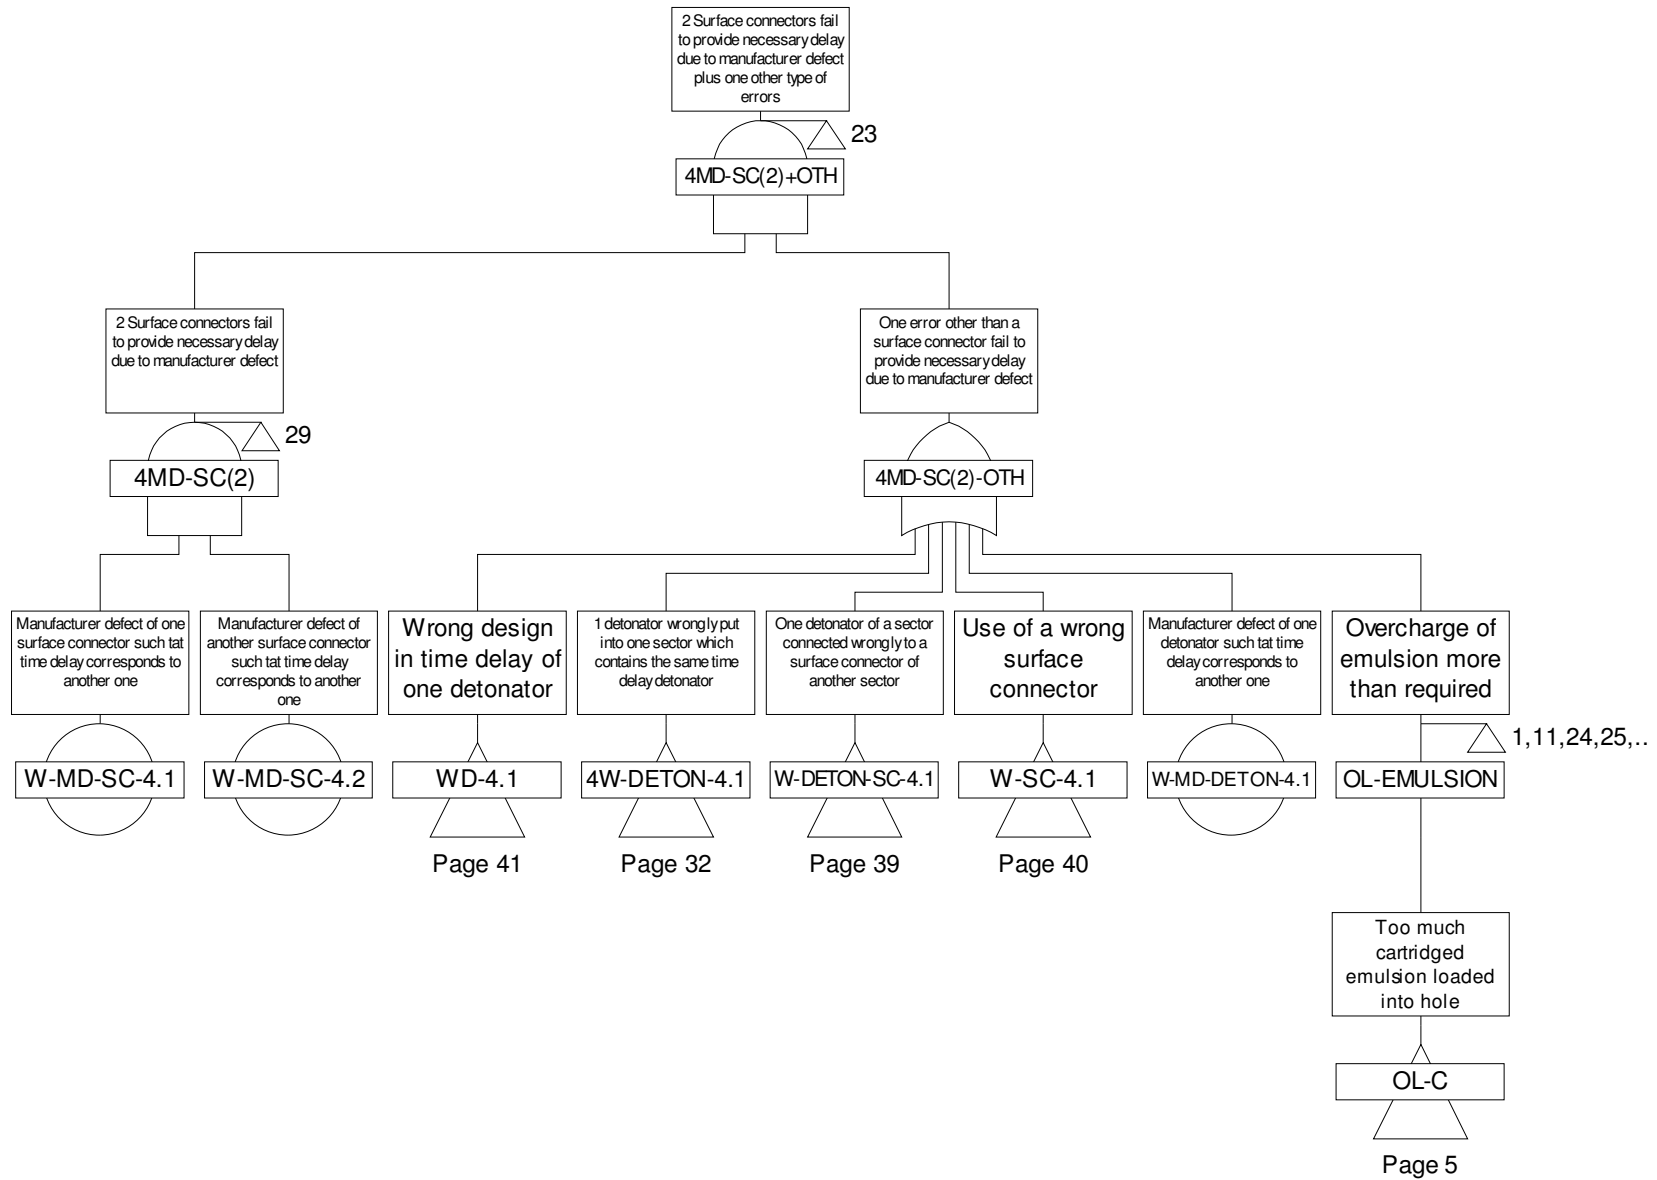 2 Surface connectors fail
to provide necessary delay
due to manufacturer defect
plus one other type of
errors
23
4MD-SC(2)+OTH
2 Surface connectors fail
to provide necessary delay
due to manufacturer defect
29
4MD-SC(2)
One error other than a
surface connector fail to
provide necessary delay
due to manufacturer defect
4MD-SC(2)-OTH
Manufacturer defect of one
surface connector such tat
time delay corresponds to
another one
W-MD-SC-4.1
Manufacturer defect of
another surface connector
such tat time delay
corresponds to another
one
W-MD-SC-4.2
Wrong design
in time delay of
one detonator
WD-4.1
Page 41
1 detonator wrongly put
into one sector which
contains the same time
delay detonator
4W-DETON-4.1
Page 32
One detonator of a sector
connected wrongly to a
surface connector of
another sector
W-DETON-SC-4.1
Page 39
Use of a wrong
surface
connector
W-SC-4.1
Page 40
Manufacturer defect of one
detonator such tat time
delay corresponds to
another one
W-MD-DETON-4.1
Overcharge of
emulsion more
than required
1,11,24,25,..
OL-EMULSION
Too much
cartridged
emulsion loaded
into hole
OL-C
Page 5